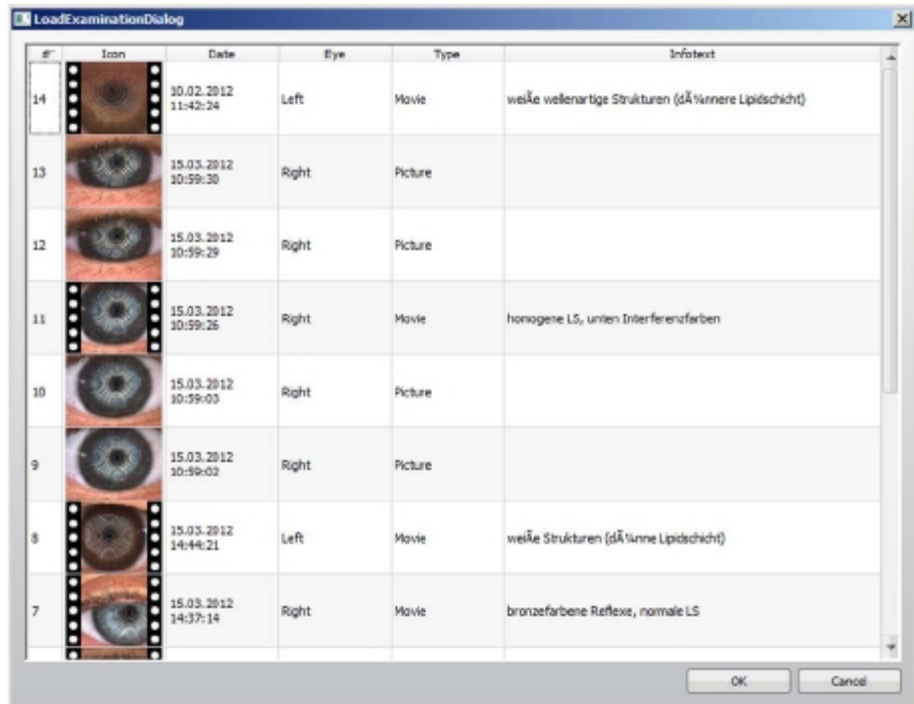 LoadExaminationDialog
# Icon Date Eye Type Infotext
14 10.02.2012 Left Movie weiÃe wellenartige Strukturen (dÃ¼nnere Lipidschicht)
11:42:24
13 15.03.2012 Right Picture
10:59:30
12 15.03.2012 Right Picture
10:59:29
11 15.03.2012 Right Movie homogene LS, unten Interferenzfarben
10:59:26
10 15.03.2012 Right Picture
10:59:03
9 15.03.2012 Right Picture
10:59:02
8 15.03.2012 Left Movie weiÃe Strukturen (dÃ¼nne Lipidschicht)
14:44:21
7 15.03.2012 Right Movie bronzefarbene Reflexe, normale LS
14:37:14
OK Cancel